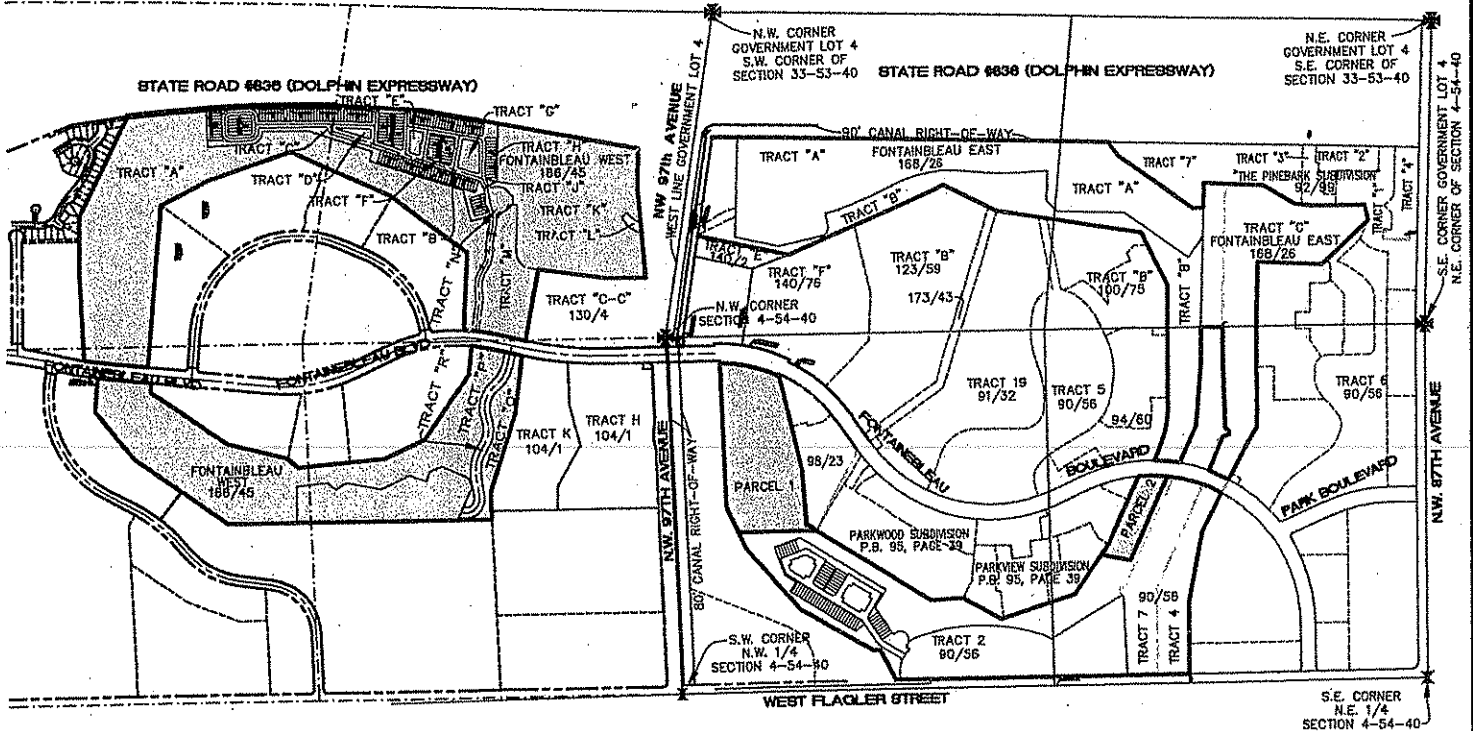 N.W. CORNER
GOVERNMENT LOT 4
S.W. CORNER OF
SECTION 33-53-40
N.E. CORNER
GOVERNMENT LOT 4
S.E. CORNER OF
SECTION 33-53-40
STATE ROAD #836 (DOLPHIN EXPRESSWAY)
STATE ROAD #836 (DOLPHIN EXPRESSWAY)
NW 97th AVENUE
WEST LINE GOVERNMENT LOT 4
S.E. CORNER GOVERNMENT LOT 4
N.E. CORNER OF SECTION 4-54-40
TRACT "E"
TRACT "G"
TRACT "H"
FONTAINBLEAU WEST
168/45
TRACT "J"
TRACT "K"
TRACT "L"
TRACT "A"
TRACT "C"
TRACT "D"
TRACT "F"
TRACT "B"
TRACT "N"
TRACT "M"
80' CANAL RIGHT-OF-WAY
TRACT "A"
FONTAINBLEAU EAST
168/26
TRACT "7"
TRACT "A"
TRACT "3"
TRACT "2"
"THE PINEBARK SUBDIVISION"
92/99
TRACT "4"
TRACT "B"
TRACT "C"
FONTAINBLEAU EAST
168/26
TRACT "E"
140/2
TRACT "F"
140/76
TRACT "B"
123/59
173/43
TRACT "B"
100/75
TRACT "B"
TRACT "C-C"
130/4
N.W. CORNER
SECTION 4-54-40
FONTAINEBLEAU BLVD
FONTAINEBLEAU BLVD
TRACT "R"
TRACT "P"
TRACT "Q"
TRACT K
104/1
TRACT H
104/1
FONTAINBLEAU
WEST
168/45
N.W. 97TH AVENUE
80' CANAL RIGHT-OF-WAY
PARCEL 1
98/23
TRACT 19
91/32
TRACT 5
90/56
94/60
TRACT 6
90/56
FONTAINEBLEAU
BOULEVARD
PARK BOULEVARD
N.W. 87TH AVENUE
PARCEL 2
PARKWOOD SUBDIVISION
P.B. 95, PAGE 39
PARKVIEW SUBDIVISION
P.B. 95, PAGE 39
90/56
TRACT 7
TRACT 4
TRACT 2
90/56
S.W. CORNER
N.W. 1/4
SECTION 4-54-40
WEST FLAGLER STREET
S.E. CORNER
N.E. 1/4
SECTION 4-54-40